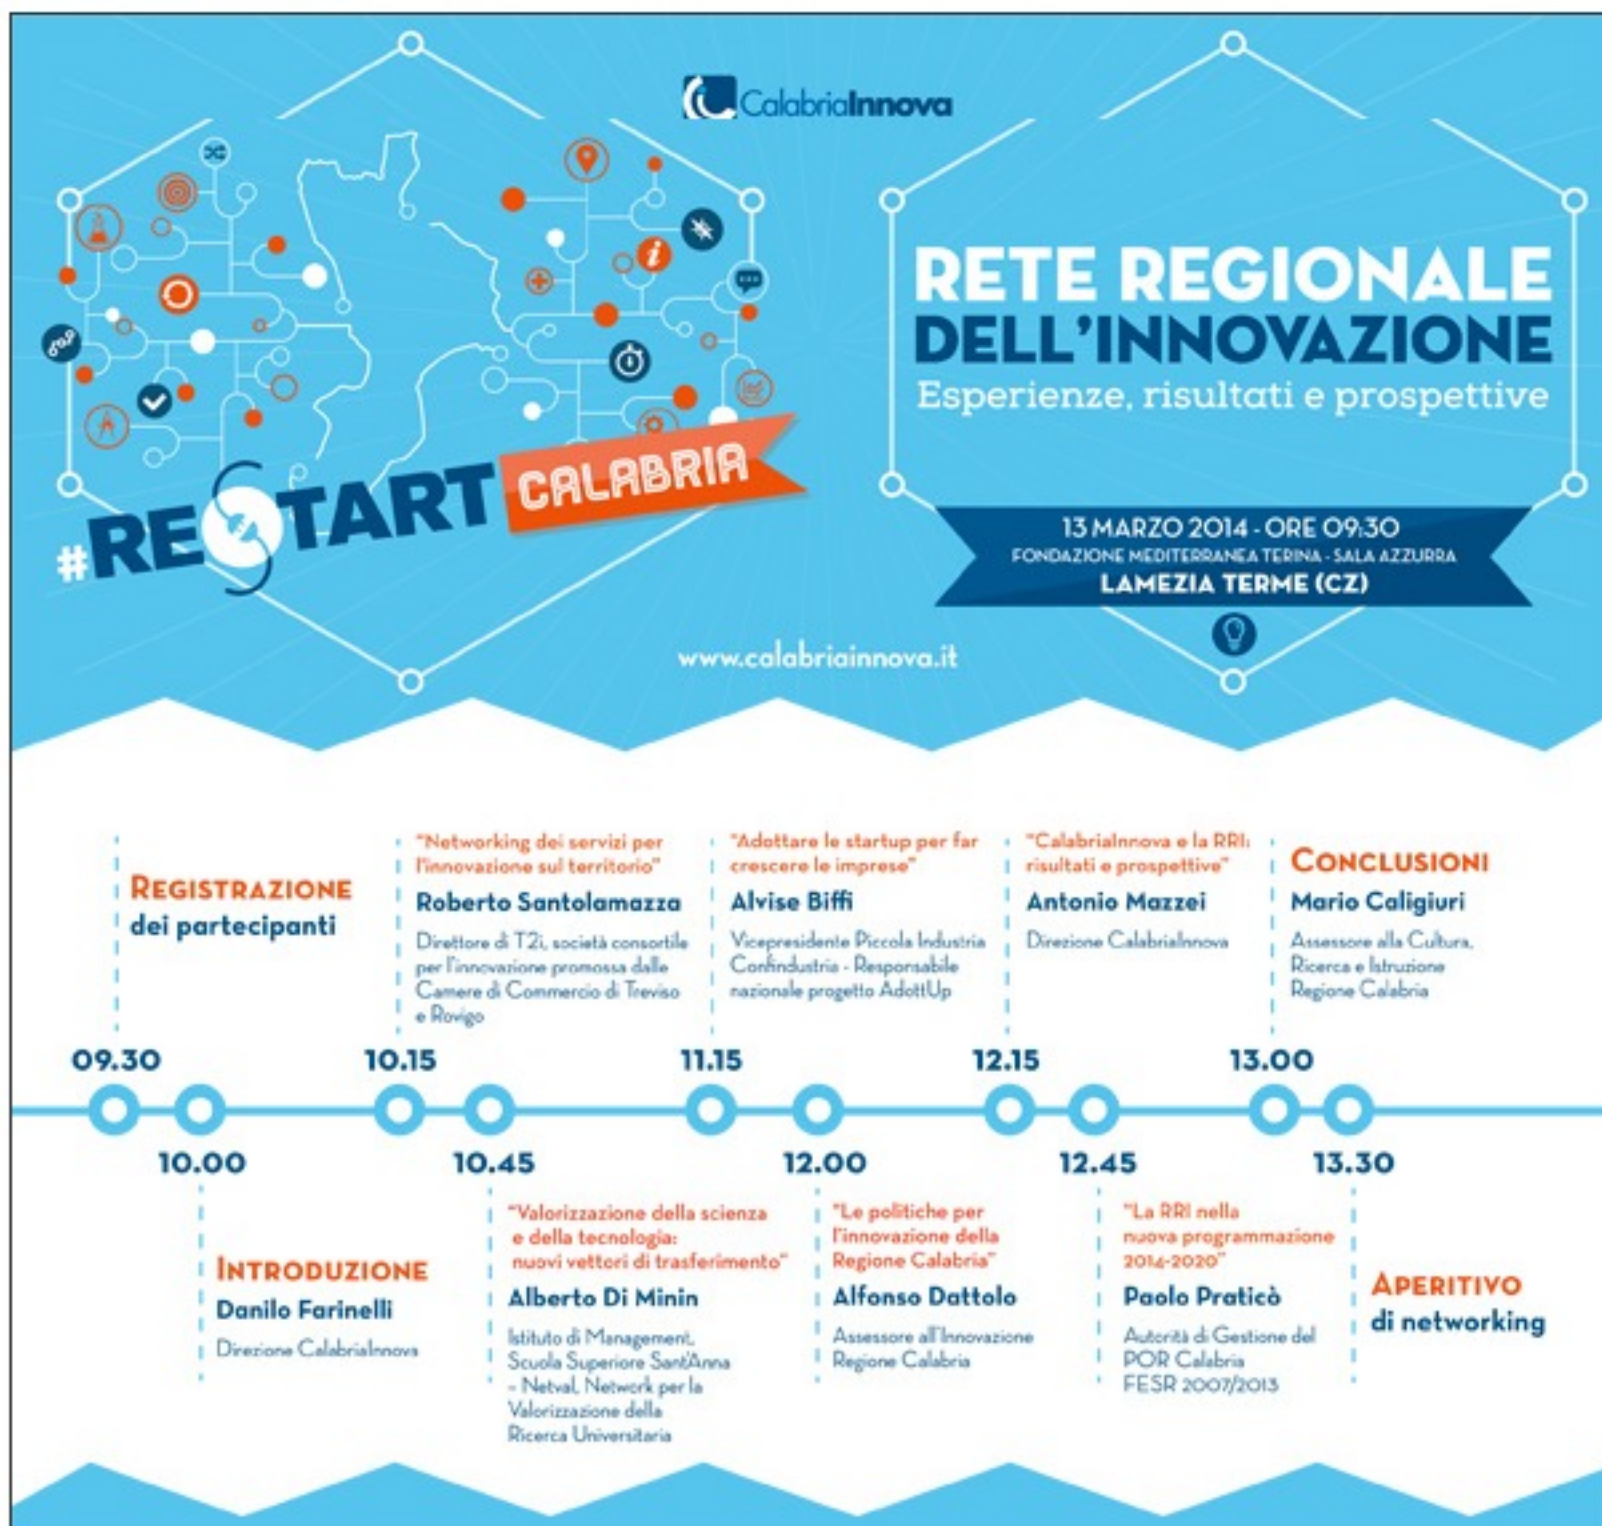 CalabriaInnova
#RESTART CALABRIA
RETE REGIONALE
DELL'INNOVAZIONE
Esperienze, risultati e prospettive
13 MARZO 2014 - ORE 09:30
FONDAZIONE MEDITERRANEA TERINA - SALA AZZURRA
LAMEZIA TERME (CZ)
www.calabriainnova.it
09.30
REGISTRAZIONE
dei partecipanti
10.00
INTRODUZIONE
Danilo Farinelli
Direzione CalabriaInnova
10.15
"Networking dei servizi per
l'innovazione sul territorio"
Roberto Santolamazza
Direttore di T2i, società consortile
per l'innovazione promossa dalle
Camere di Commercio di Treviso
e Rovigo
10.45
"Valorizzazione della scienza
e della tecnologia:
nuovi vettori di trasferimento"
Alberto Di Minin
Istituto di Management,
Scuola Superiore Sant'Anna
- Netval, Network per la
Valorizzazione della
Ricerca Universitaria
11.15
"Adottare le startup per far
crescere le imprese"
Alvise Biffi
Vicepresidente Piccola Industria
Confindustria - Responsabile
nazionale progetto AdottUp
12.00
"Le politiche per
l'innovazione della
Regione Calabria"
Alfonso Dattolo
Assessore all'Innovazione
Regione Calabria
12.15
"CalabriaInnova e la RRI:
risultati e prospettive"
Antonio Mazzei
Direzione CalabriaInnova
12.45
"La RRI nella
nuova programmazione
2014-2020"
Paolo Praticò
Autorità di Gestione del
POR Calabria
FESR 2007/2013
13.00
CONCLUSIONI
Mario Caligiuri
Assessore alla Cultura,
Ricerca e Istruzione
Regione Calabria
13.30
APERITIVO
di networking